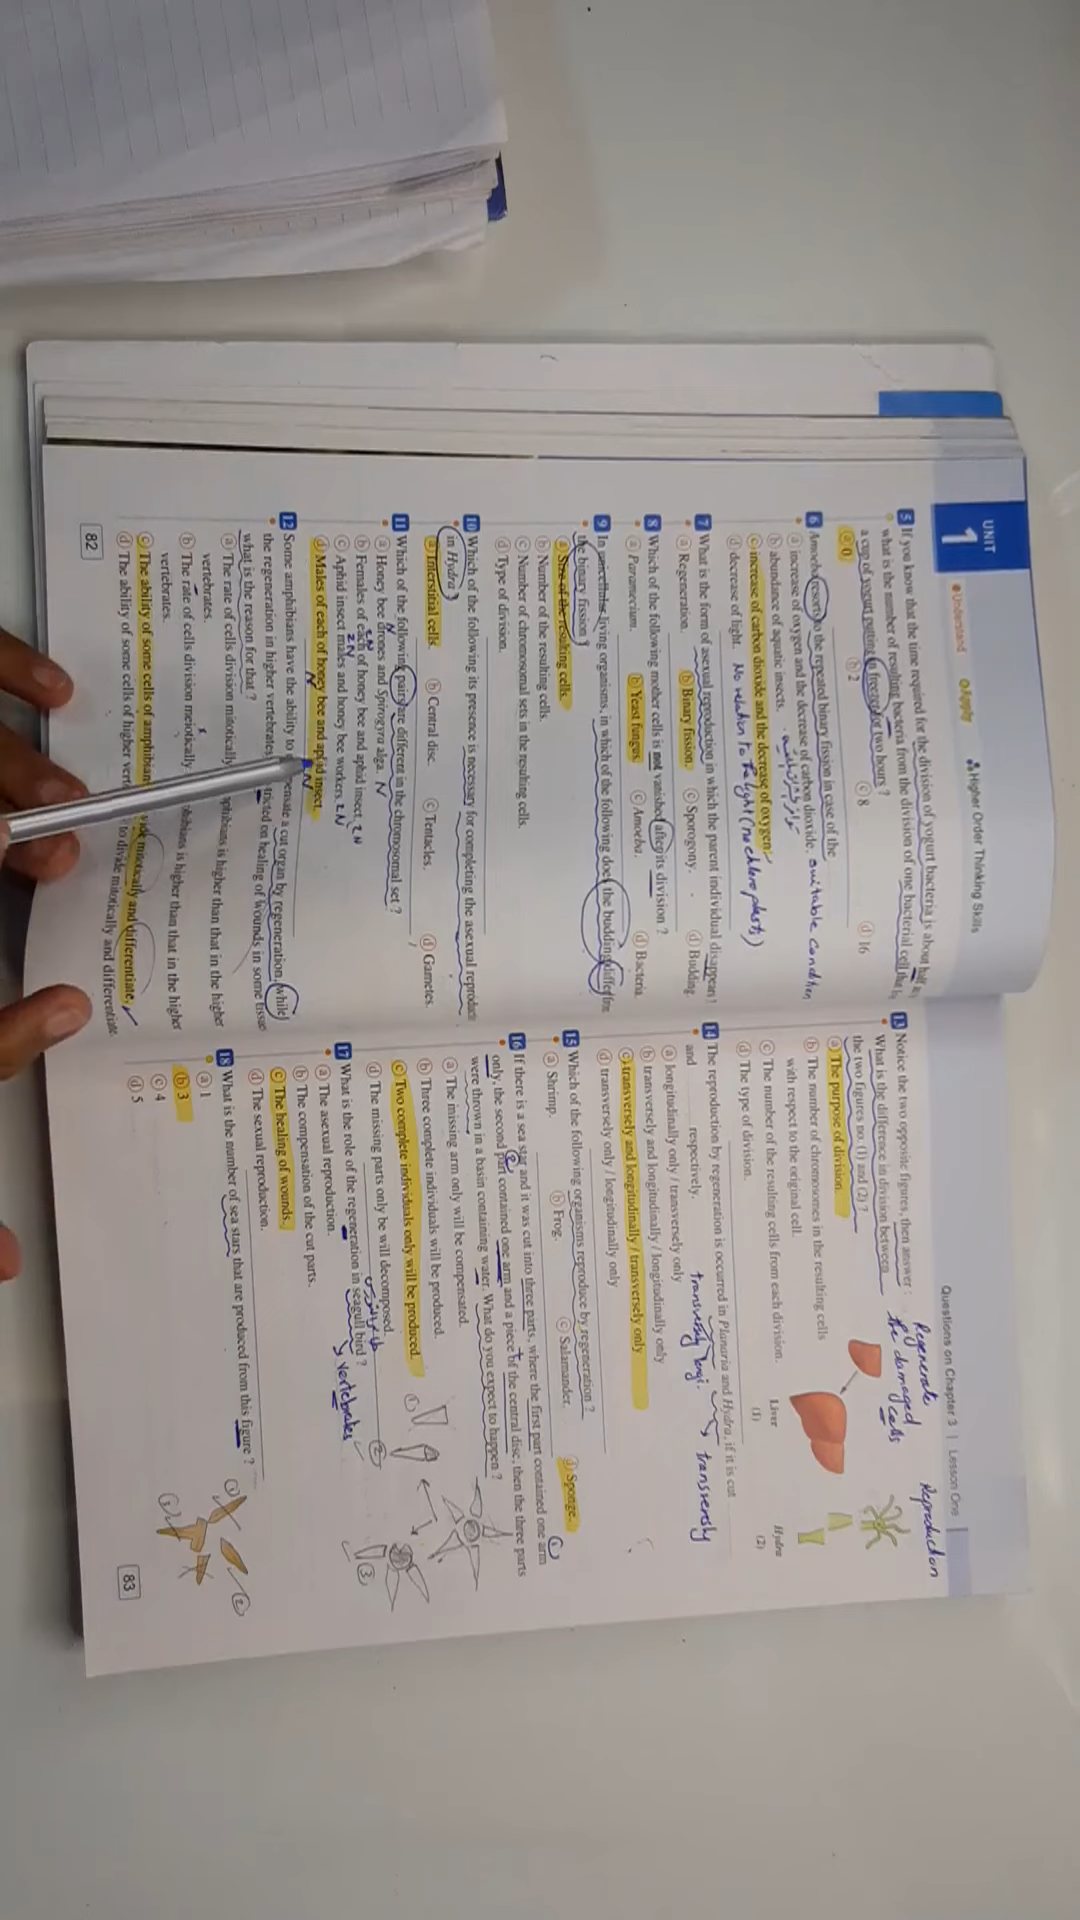 UNIT
1
Understand Apply Higher Order Thinking Skills
5 If you know that the time required for the division of yogurt bacteria is about half
what is the number of resulting bacteria from the division of one bacterial cell that
a cup of yogurt putting in freezer for two hours ?
a 0 b 2 c 8 d 16
6 Amoeba resorts to the repeated binary fission in case of the
a increase of oxygen and the decrease of carbon dioxide. suitable condition
b abundance of aquatic insects.
c increase of carbon dioxide and the decrease of oxygen.
d decrease of light. No relation to the light (no chloroplasts)
7 What is the form of asexual reproduction in which the parent individual disappears ?
a Regeneration. b Binary fission. c Sporogony. d Budding
8 Which of the following mother cells is not vanished after its division ?
a Paramecium. b Yeast fungus. c Amoeba. d Bacteria
9 In unicellular living organisms, in which of the following does the budding differ from
the binary fission ?
a Size of the resulting cells.
b Number of the resulting cells.
c Number of chromosomal sets in the resulting cells.
d Type of division.
10 Which of the following its presence is necessary for completing the asexual
in Hydra ?
a Interstitial cells. b Central disc. c Tentacles. d Gametes.
11 Which of the following pairs are different in the chromosomal set ?
N
a Honey bee drones and Spirogyra alga. N
b Females of each of honey bee and aphid insect. 2N
2N
c Aphid insect males and honey bee workers. 2N
2N
d Males of each of honey bee and aphid insect.
N 2N
12 Some amphibians have the ability to compensate a cut organ by regeneration, while
the regeneration in higher vertebrates on healing of wounds in some
what is the reason for that ?
a The rate of cells division mitotically is higher than that in the higher
vertebrates.
b The rate of cells division meiotically is higher than that in the higher
vertebrates.
c The ability of some cells of amphibians mitotically and differentiate.
d The ability of some cells of higher to divide mitotically and differentiate.
82
Questions on Chapter 3 | Lesson One
13 Notice the two opposite figures, then answer :
What is the difference in division between
the two figures no. (1) and (2) ?
a The purpose of division.
b The number of chromosomes in the resulting cells
with respect to the original cell.
c The number of the resulting cells from each division.
d The type of division.
Regenerate
the damaged
cells
Reproduction
Liver
(1)
Hydra
(2)
14 The reproduction by regeneration is occurred in Planaria and Hydra, if it is cut
and respectively.
transversely
a longitudinally only / transversely only
b transversely and longitudinally / longitudinally only
c transversely and longitudinally / transversely only
d transversely only / longitudinally only
15 Which of the following organisms reproduce by regeneration ?
a Shrimp. b Frog. c Salamander. d Sponge.
16 If there is a sea star and it was cut into three parts, where the first part contained one arm
only, the second part contained one arm and a piece of the central disc, then the three parts
were thrown in a basin containing water. What do you expect to happen ?
a The missing arm only will be compensated.
b Three complete individuals will be produced.
c Two complete individuals only will be produced.
d The missing parts only will be decomposed.
1
2
3
17 What is the role of the regeneration in seagull bird ? vertebrates
a The asexual reproduction.
b The compensation of the cut parts.
c The healing of wounds.
d The sexual reproduction.
18 What is the number of sea stars that are produced from this figure ?
a 1
b 3
c 4
d 5
83